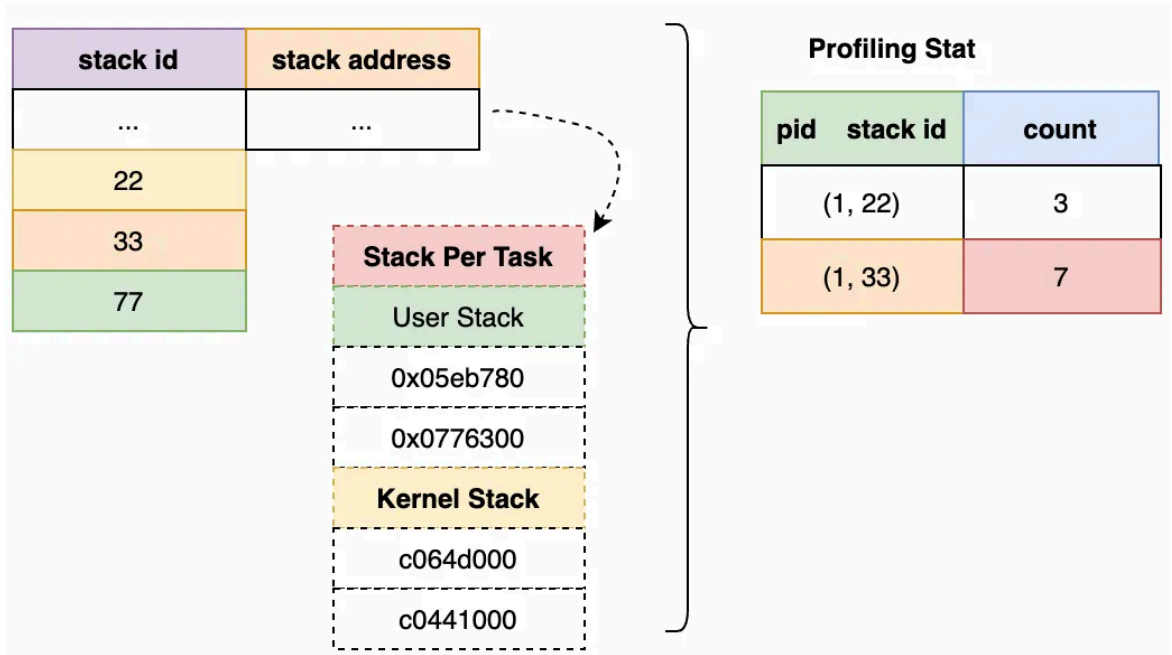 stack id stack address
... ...
22
33
77
Stack Per Task
User Stack
0x05eb780
0x0776300
Kernel Stack
c064d000
c0441000
Profiling Stat
pid stack id count
(1, 22) 3
(1, 33) 7